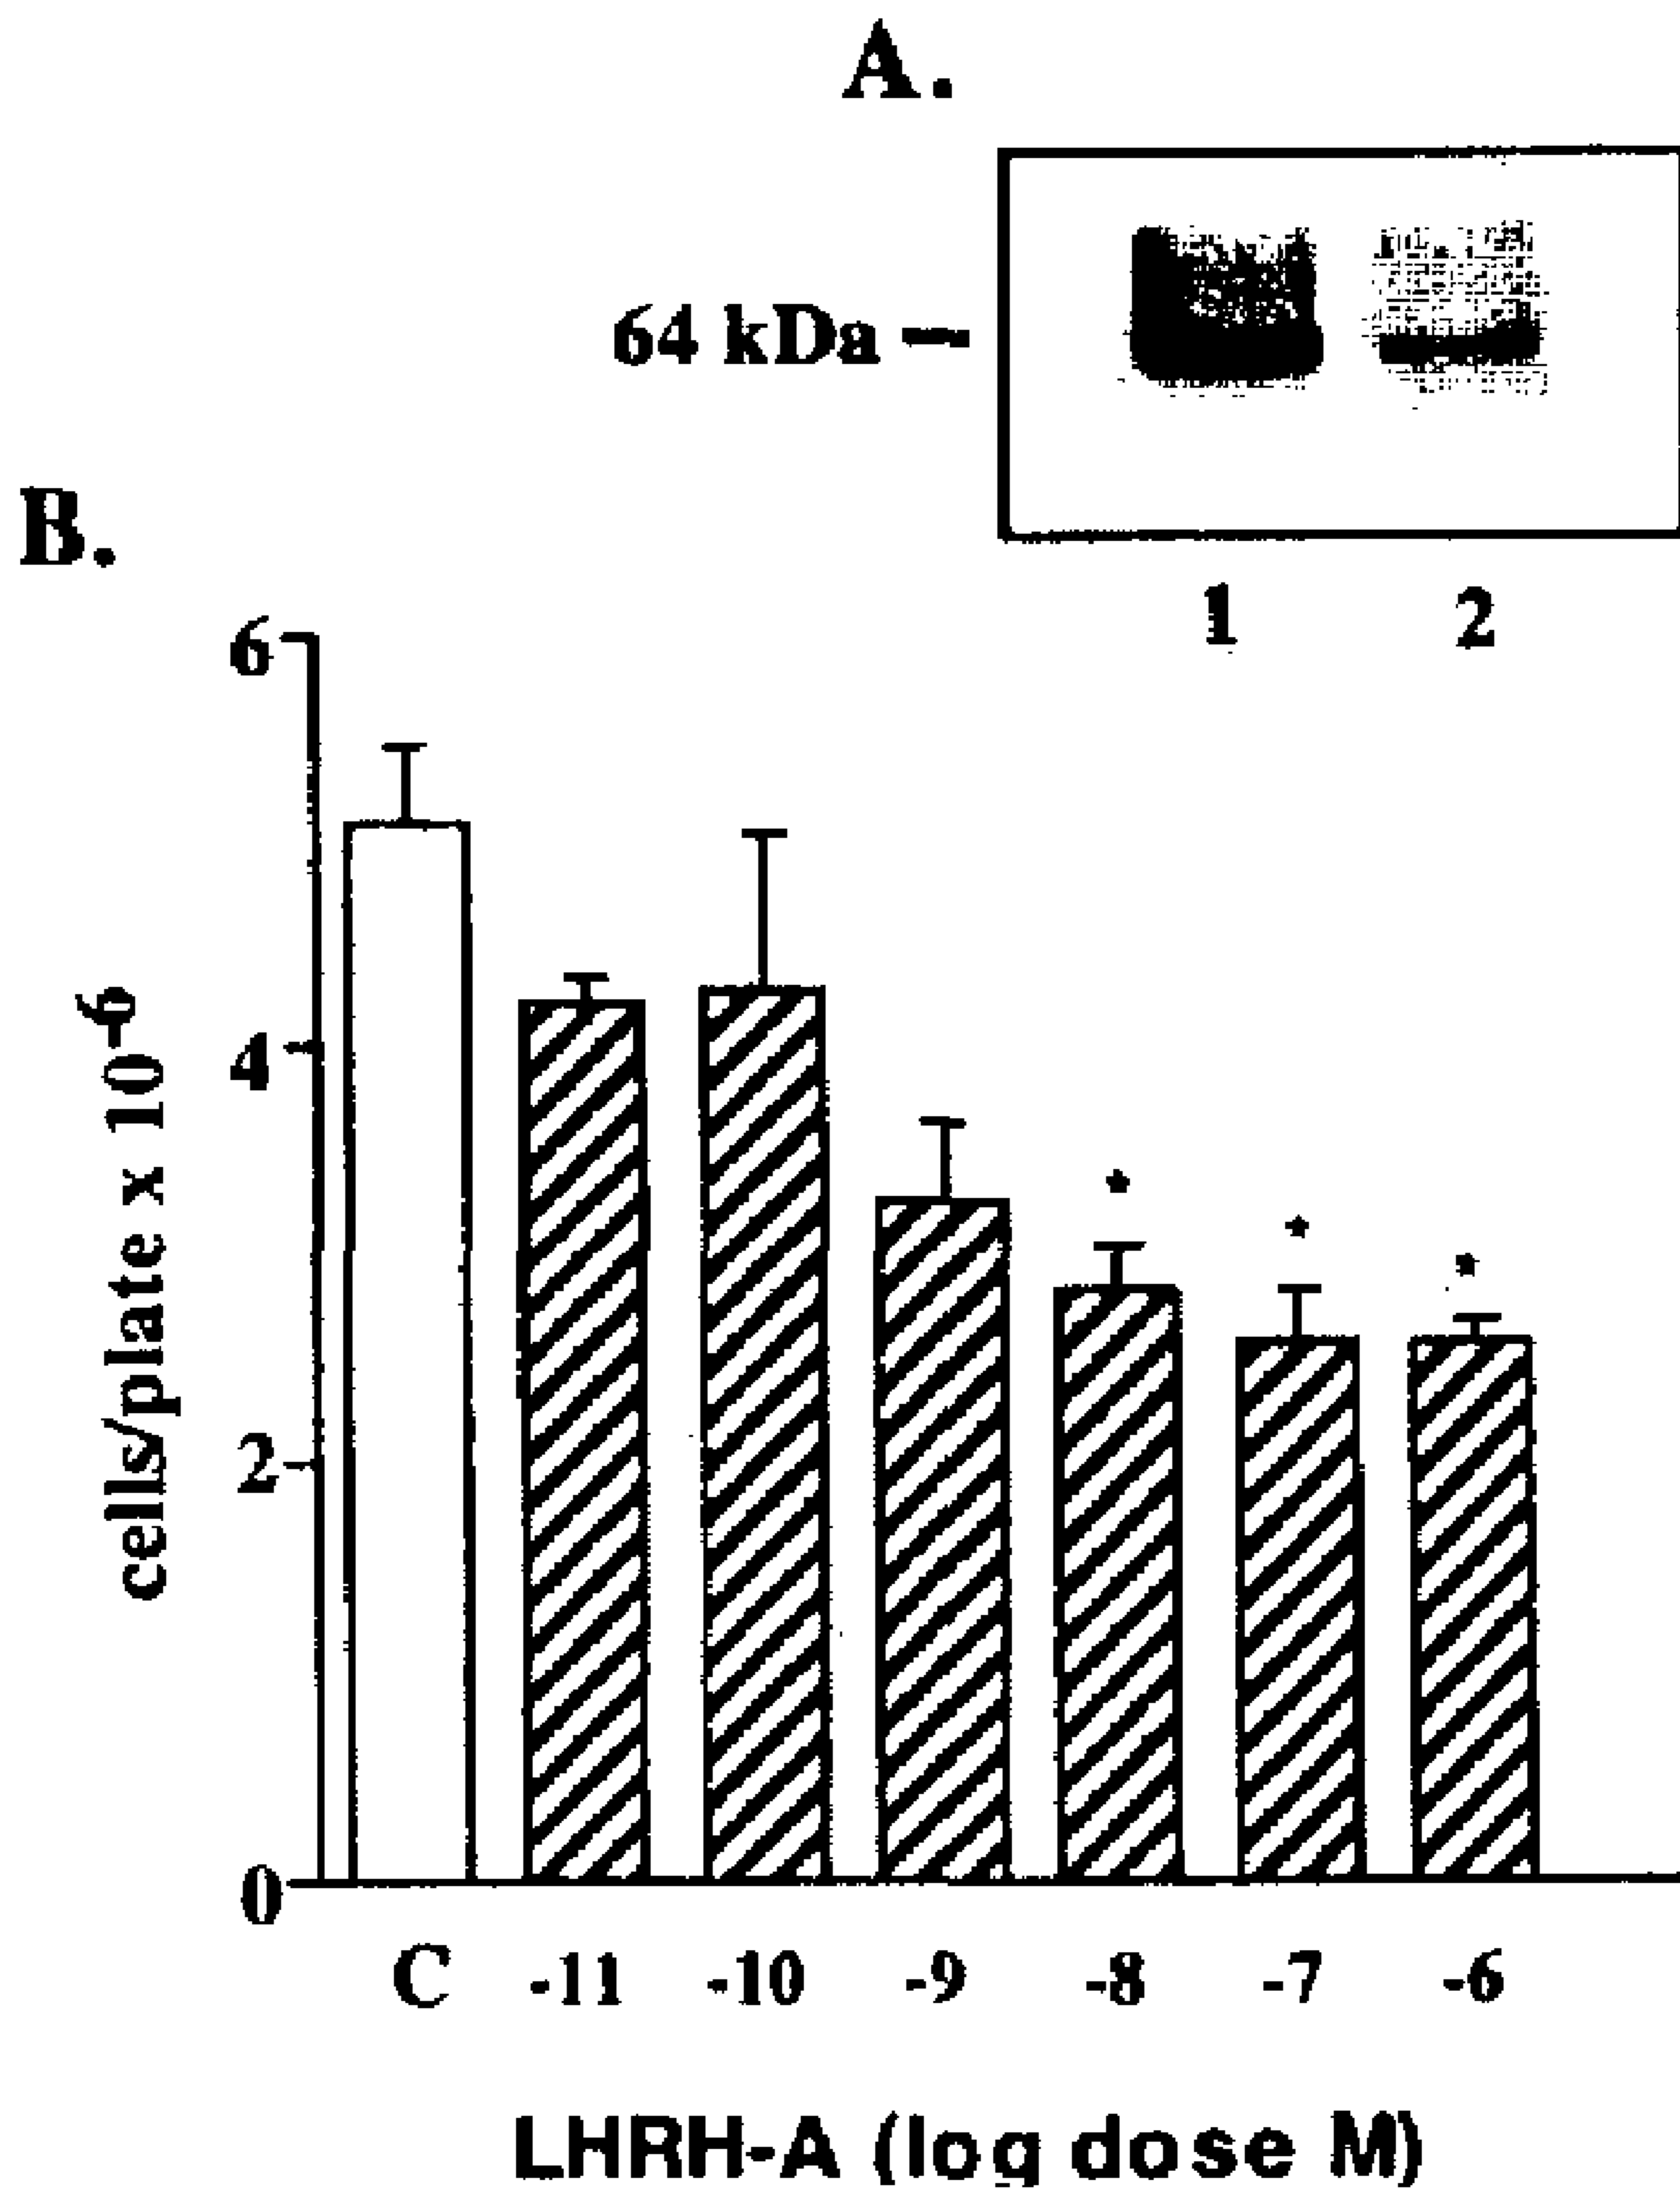 A.
64 kDa –
1 2
B.
6
4
2
0
cells/plate x 10⁻⁶
C -11 -10 -9 -8 -7 -6
LHRH-A (log dose M)